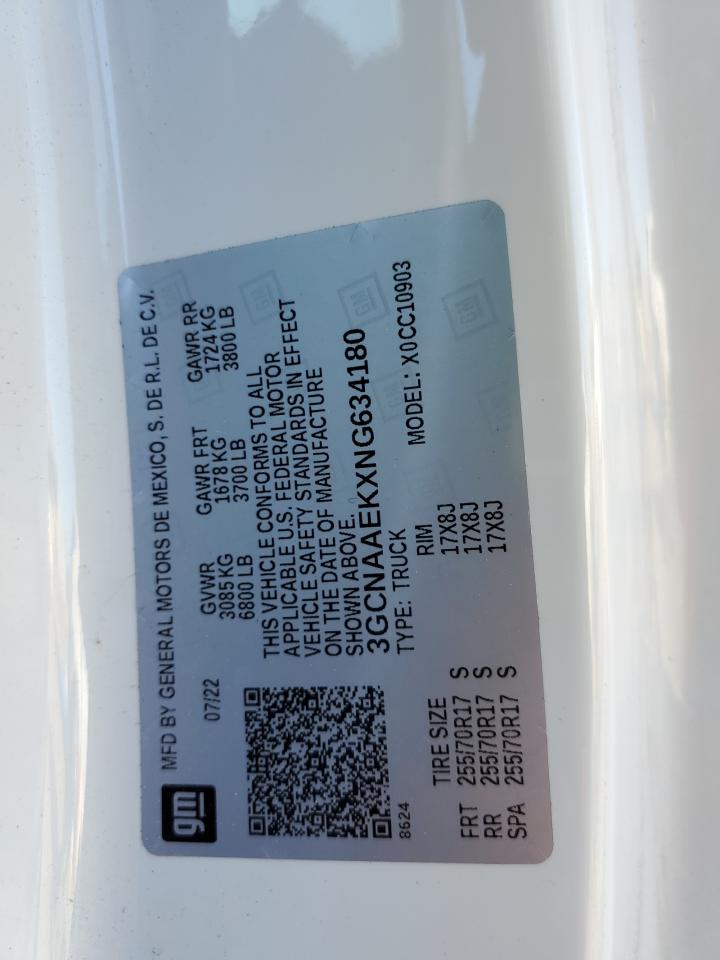 gm MFD BY GENERAL MOTORS DE MEXICO, S. DE R.L. DE C.V.
07/22 GVWR GAWR FRT GAWR RR
3085 KG 1678 KG 1724 KG
6800 LB 3700 LB 3800 LB
THIS VEHICLE CONFORMS TO ALL
APPLICABLE U.S. FEDERAL MOTOR
VEHICLE SAFETY STANDARDS IN EFFECT
ON THE DATE OF MANUFACTURE
SHOWN ABOVE.
3GCNAAEKXNG634180
8624 TYPE: TRUCK MODEL: X0CC10903
TIRE SIZE RIM
FRT 255/70R17 S 17X8J
RR 255/70R17 S 17X8J
SPA 255/70R17 S 17X8J
GM
GM
GM